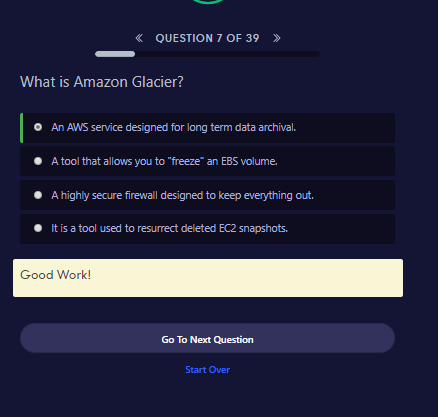 « QUESTION 7 OF 39 »
What is Amazon Glacier?
An AWS service designed for long term data archival.
A tool that allows you to "freeze" an EBS volume.
A highly secure firewall designed to keep everything out.
It is a tool used to resurrect deleted EC2 snapshots.
Good Work!
Go To Next Question
Start Over